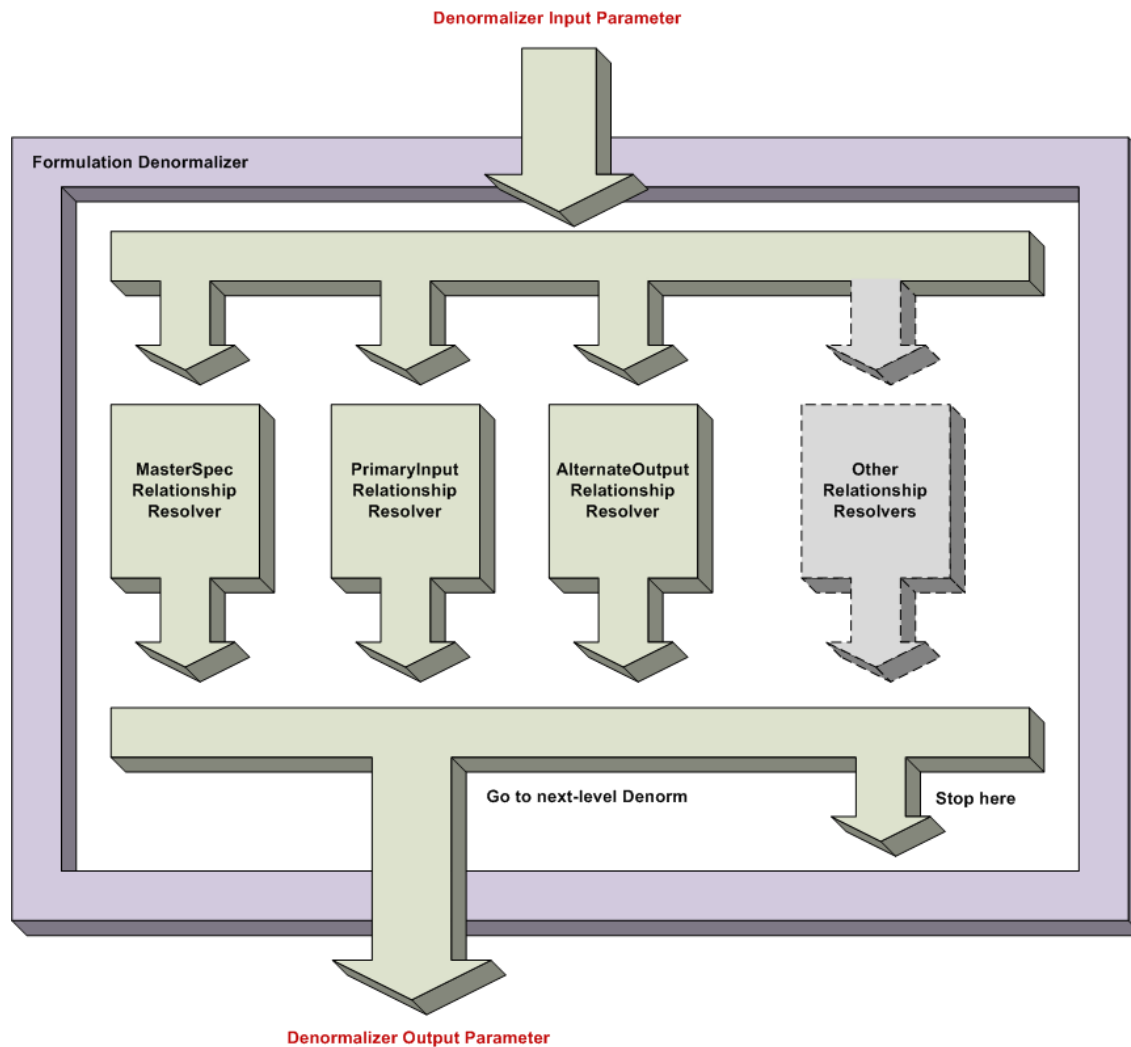 Denormalizer Input Parameter
Formulation Denormalizer
MasterSpec
Relationship
Resolver
PrimaryInput
Relationship
Resolver
AlternateOutput
Relationship
Resolver
Other
Relationship
Resolvers
Go to next-level Denorm
Stop here
Denormalizer Output Parameter